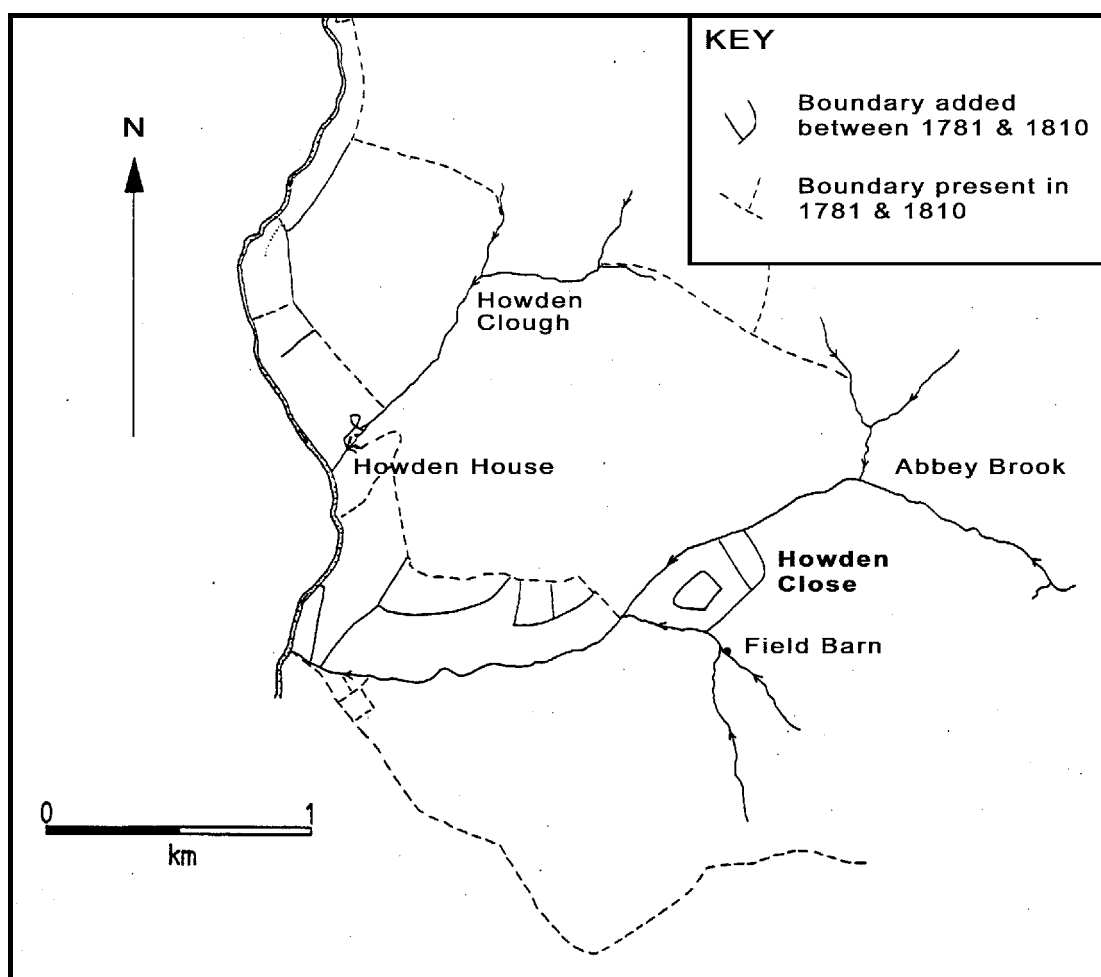 KEY
Boundary added
between 1781 & 1810
Boundary present in
1781 & 1810
N
Howden
Clough
Howden House
Abbey Brook
Howden
Close
Field Barn
0 1
km